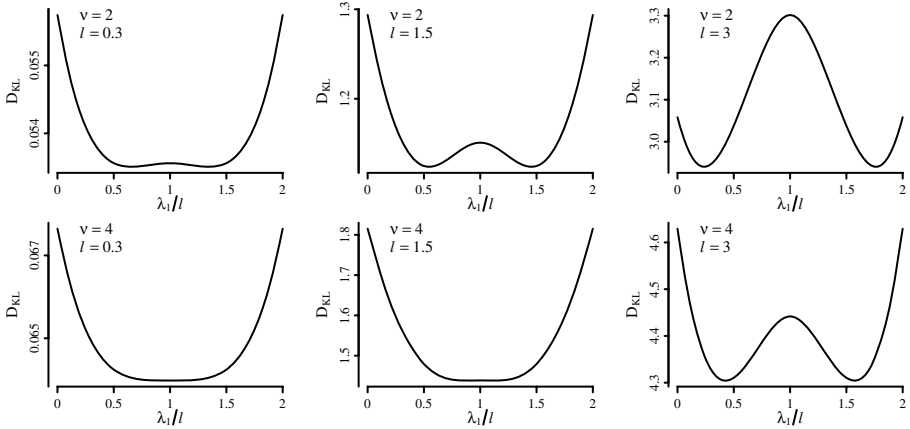 ν = 2
l = 0.3
D_KL
0.055
0.054
0 0.5 1 1.5 2
λ₁/l
ν = 2
l = 1.5
D_KL
1.3
1.2
0 0.5 1 1.5 2
λ₁/l
ν = 2
l = 3
D_KL
3.3
3.2
3.1
3.0
0 0.5 1 1.5 2
λ₁/l
ν = 4
l = 0.3
D_KL
0.067
0.065
0 0.5 1 1.5 2
λ₁/l
ν = 4
l = 1.5
D_KL
1.8
1.7
1.6
1.5
0 0.5 1 1.5 2
λ₁/l
ν = 4
l = 3
D_KL
4.6
4.5
4.4
4.3
0 0.5 1 1.5 2
λ₁/l